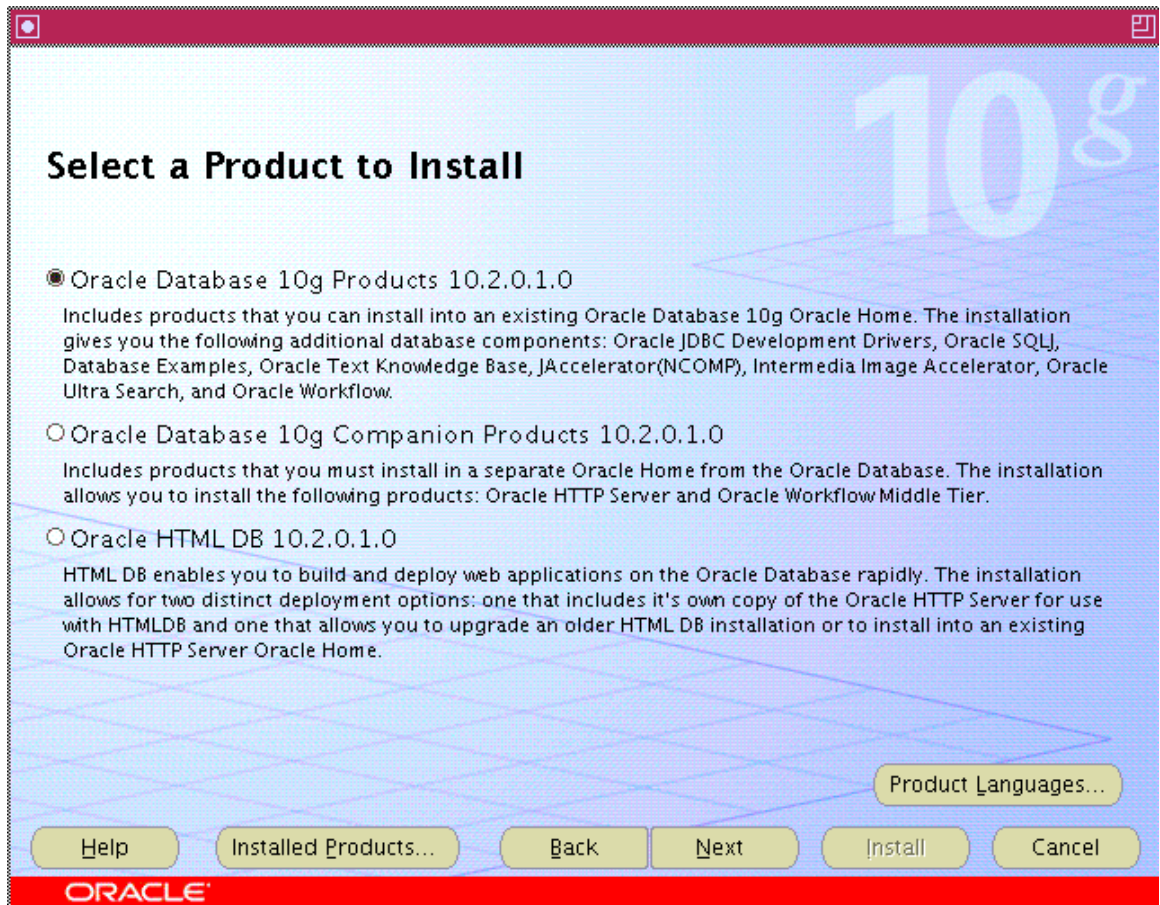 10g
Select a Product to Install
Oracle Database 10g Products 10.2.0.1.0
Includes products that you can install into an existing Oracle Database 10g Oracle Home. The installation
gives you the following additional database components: Oracle JDBC Development Drivers, Oracle SQLJ,
Database Examples, Oracle Text Knowledge Base, JAccelerator(NCOMP), Intermedia Image Accelerator, Oracle
Ultra Search, and Oracle Workflow.
Oracle Database 10g Companion Products 10.2.0.1.0
Includes products that you must install in a separate Oracle Home from the Oracle Database. The installation
allows you to install the following products: Oracle HTTP Server and Oracle Workflow Middle Tier.
Oracle HTML DB 10.2.0.1.0
HTML DB enables you to build and deploy web applications on the Oracle Database rapidly. The installation
allows for two distinct deployment options: one that includes it's own copy of the Oracle HTTP Server for use
with HTMLDB and one that allows you to upgrade an older HTML DB installation or to install into an existing
Oracle HTTP Server Oracle Home.
Product Languages...
Help Installed Products... Back Next Install Cancel
ORACLE